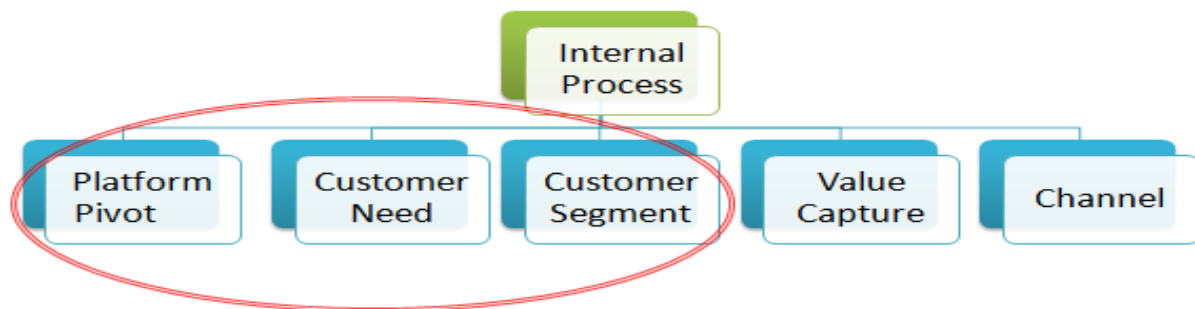 Internal
Process
Platform
Pivot
Customer
Need
Customer
Segment
Value
Capture
Channel